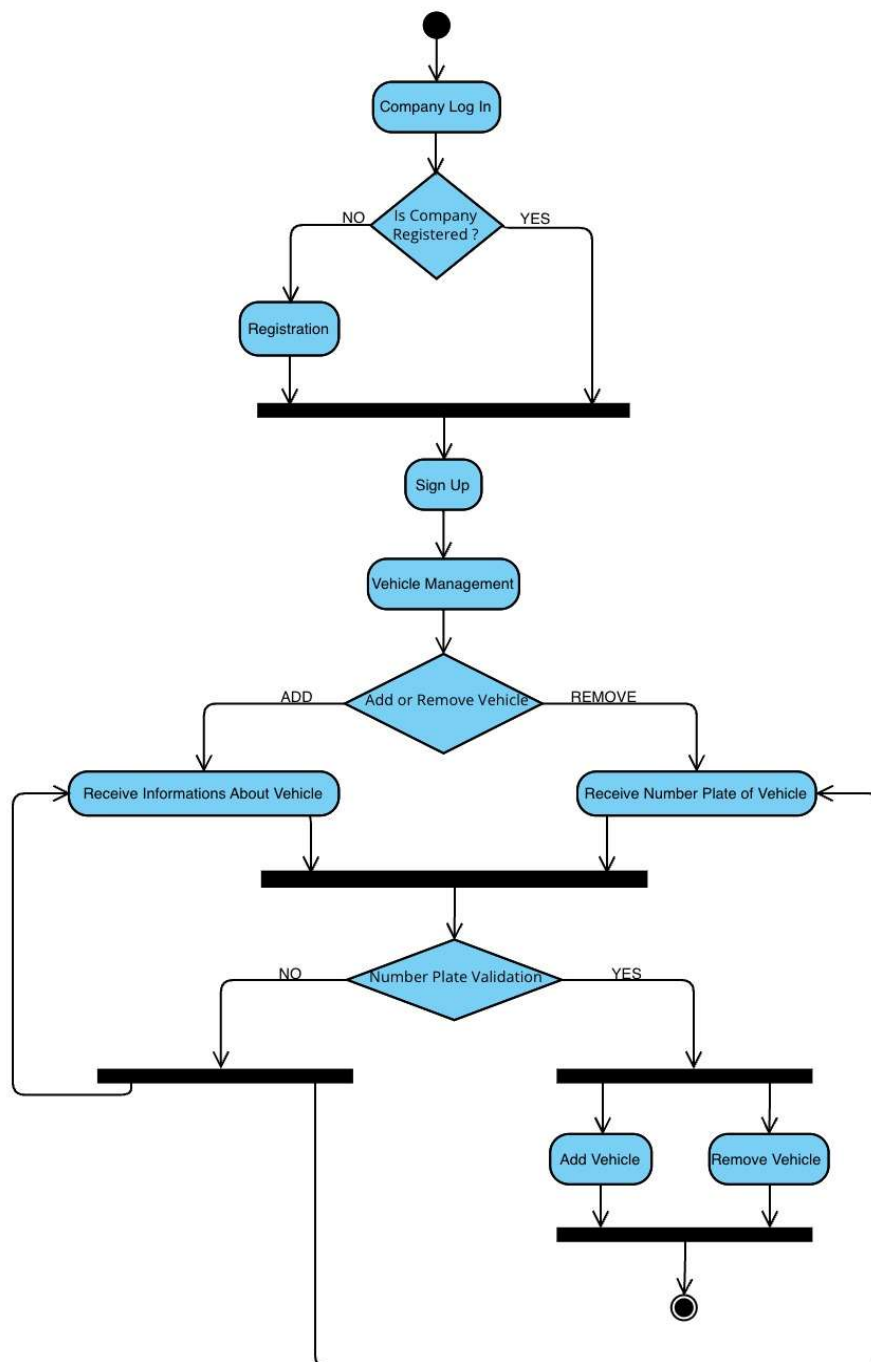 Company Log In
Is Company
Registered ?
NO
YES
Registration
Sign Up
Vehicle Management
Add or Remove Vehicle
ADD
REMOVE
Receive Informations About Vehicle
Receive Number Plate of Vehicle
Number Plate Validation
NO
YES
Add Vehicle
Remove Vehicle